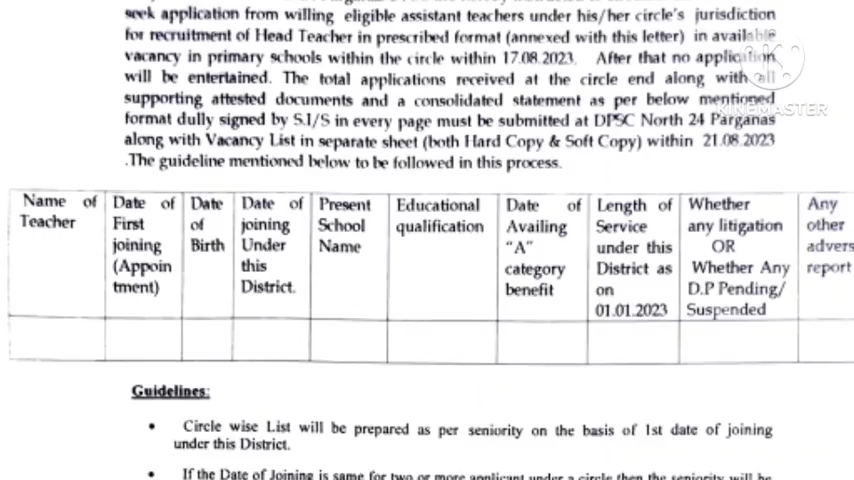 seek application from willing eligible assistant teachers under his/her circle's jurisdiction
for recruitment of Head Teacher in prescribed format (annexed with this letter) in available
vacancy in primary schools within the circle within 17.08.2023. After that no application
will be entertained. The total applications received at the circle end along with all
supporting attested documents and a consolidated statement as per below mentioned
KINEMASTER
format dully signed by S.I/S in every page must be submitted at DPSC North 24 Parganas
along with Vacancy List in separate sheet (both Hard Copy & Soft Copy) within 21.08.2023
.The guideline mentioned below to be followed in this process.
Name of
Teacher
Date of
First
joining
(Appoin
tment)
Date
of
Birth
Date of
joining
Under
this
District.
Present
School
Name
Educational
qualification
Date of
Availing
"A"
category
benefit
Length of
Service
under this
District as
on
01.01.2023
Whether
any litigation
OR
Whether Any
D.P Pending/
Suspended
Any
other
advers
report
Guidelines:
• Circle wise List will be prepared as per seniority on the basis of 1st date of joining
under this District.
• If the Date of Joining is same for two or more applicant under a circle then the seniority will be